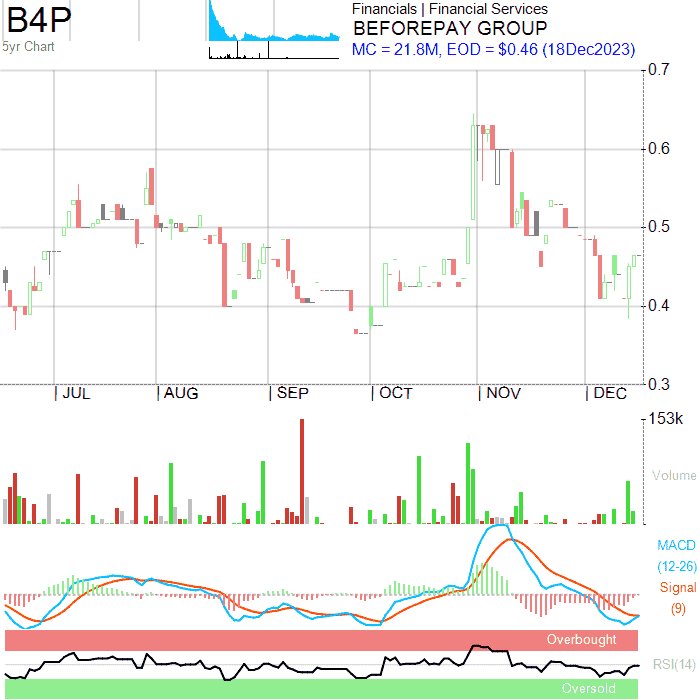 B4P
5yr Chart
Financials | Financial Services
BEFOREPAY GROUP
MC = 21.8M, EOD = $0.46 (18Dec2023)
0.7
0.6
0.5
0.4
0.3
| JUL | AUG | SEP | OCT | NOV | DEC
153k
Volume
MACD
(12-26)
Signal
(9)
Overbought
RSI(14)
Oversold